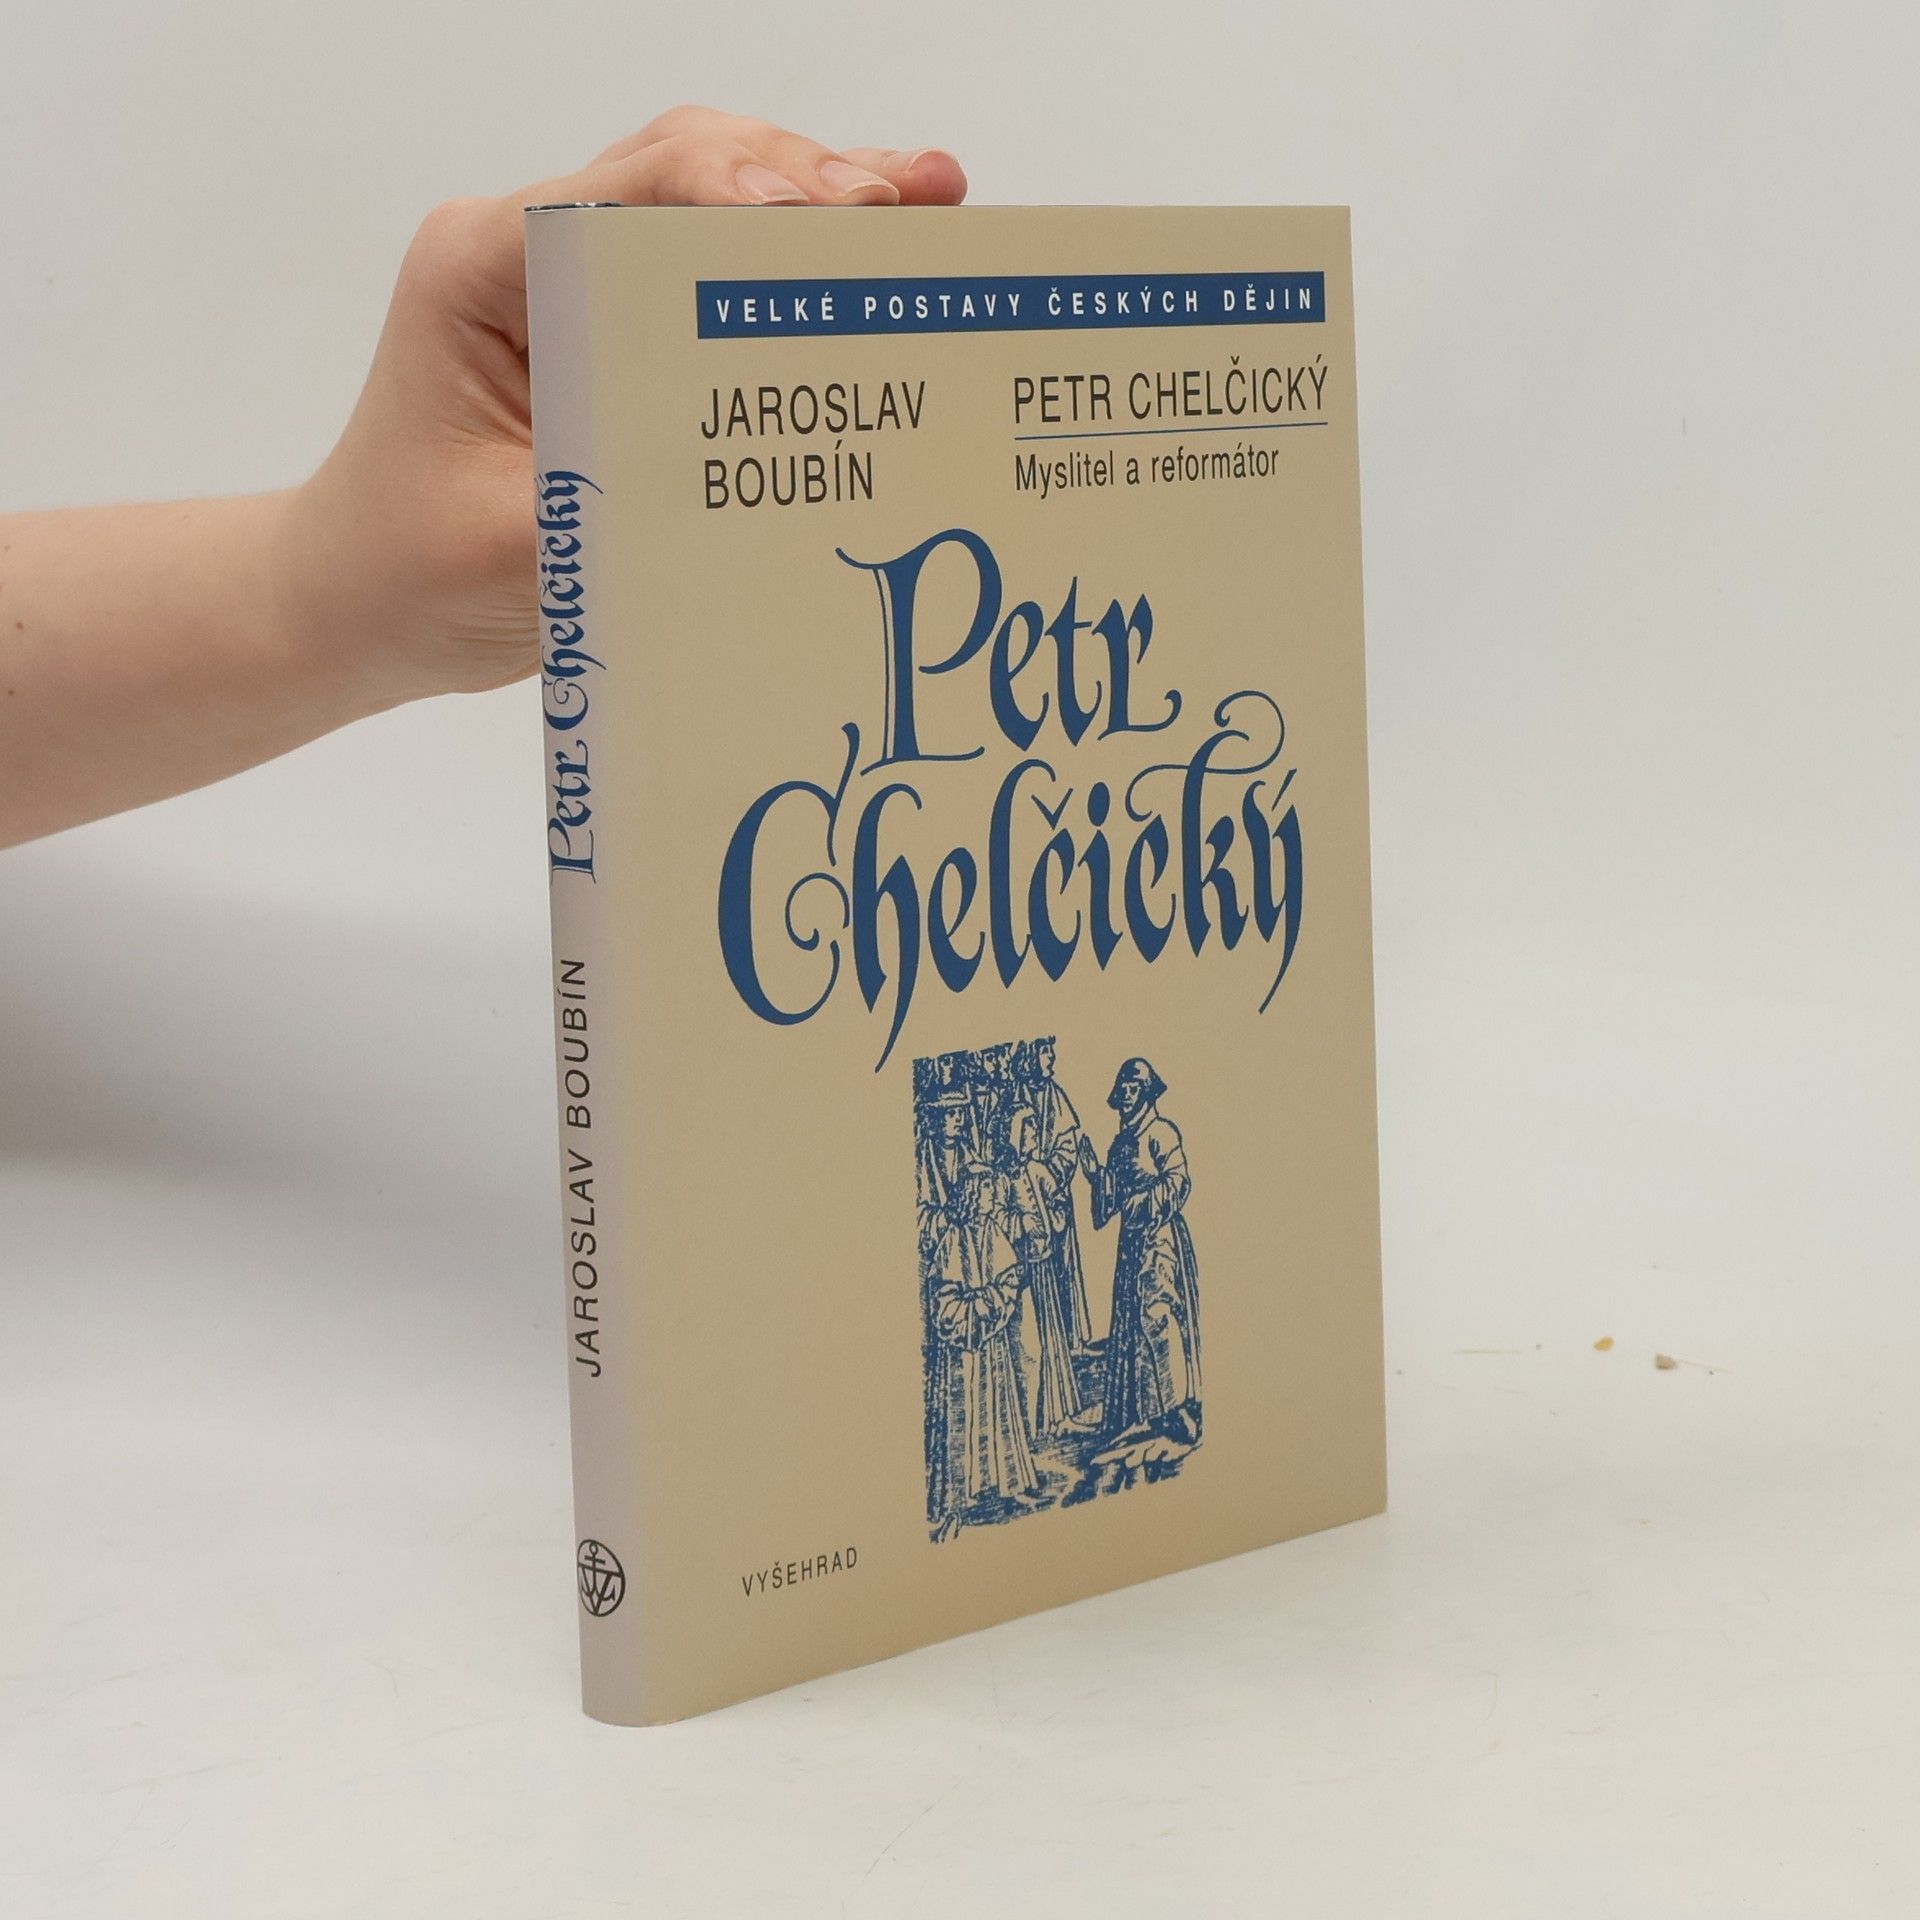 VELKÉ POSTAVY ČESKÝCH DĚJIN
JAROSLAV
BOUBÍN
PETR CHELČICKÝ
Myslitel a reformátor
Petr
Chelčický
VYŠEHRAD
JAROSLAV BOUBÍN Petr Chelčický